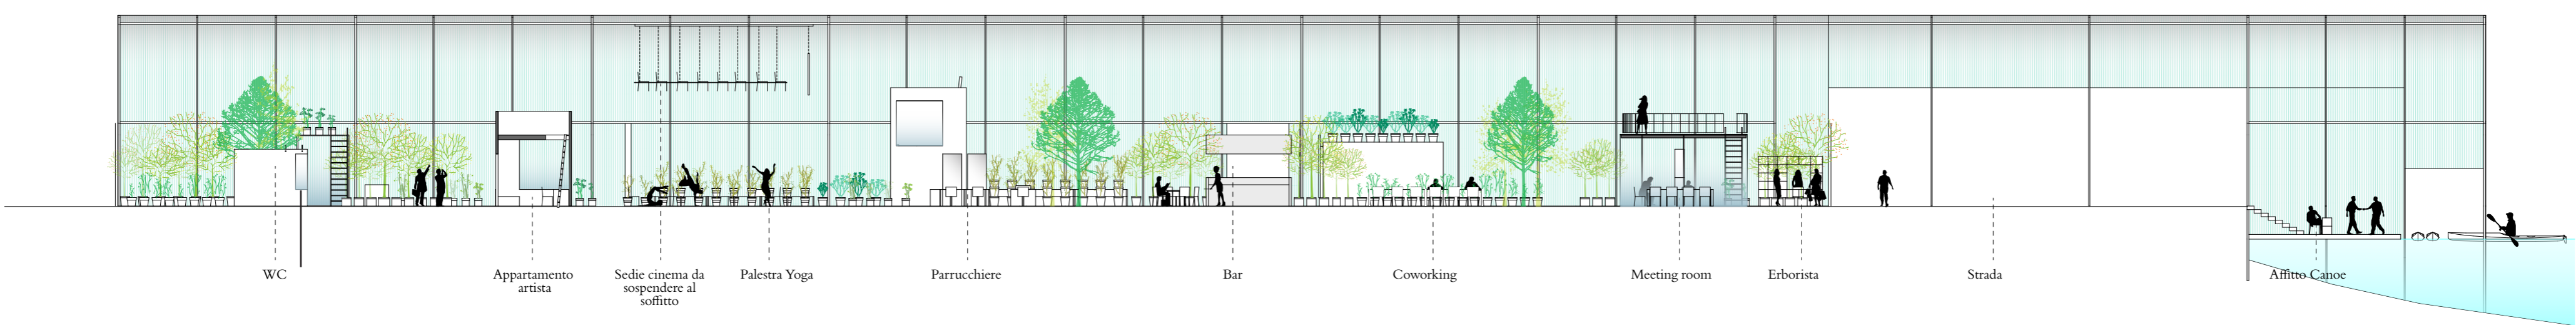 WC
Appartamento
artista
Sedie cinema da
sospendere al
soffitto
Palestra Yoga
Parrucchiere
Bar
Coworking
Meeting room
Erborista
Strada
Affitto Canoe